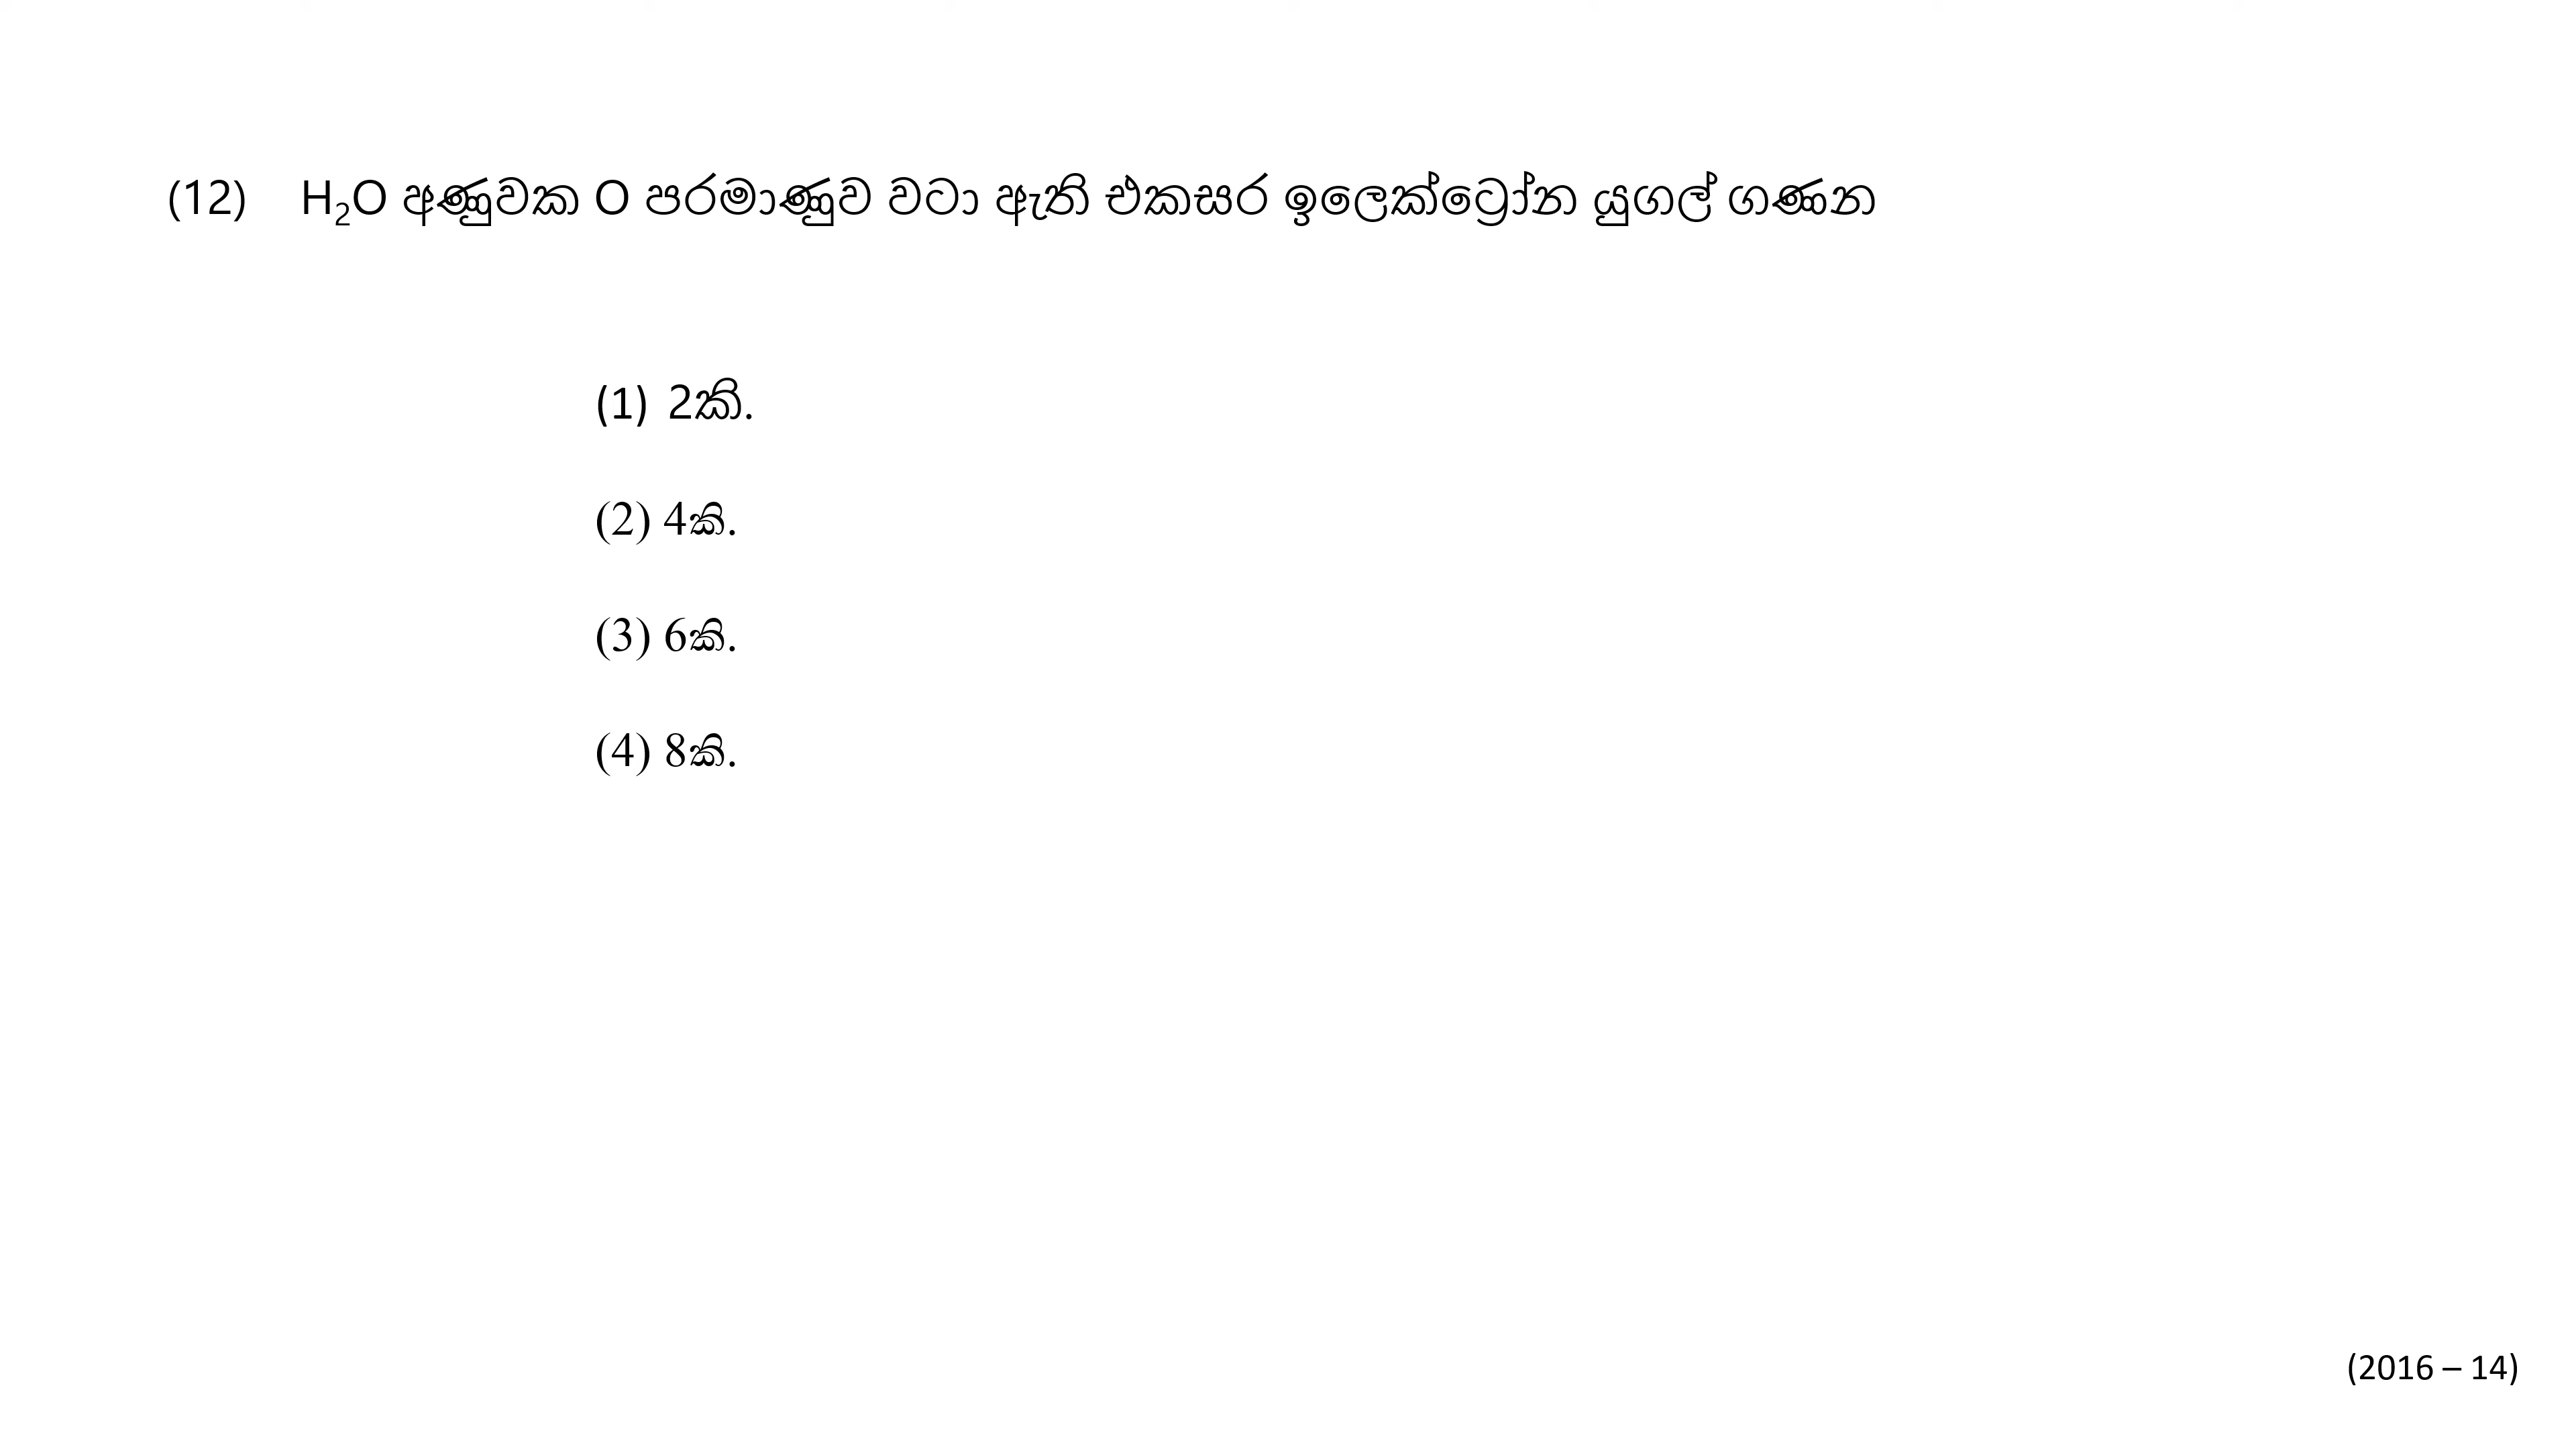 (12) H₂O අණුවක O පරමාණුව වටා ඇති එකසර ඉලෙක්ට්‍රෝන යුගල් ගණන
(1) 2කි.
(2) 4කි.
(3) 6කි.
(4) 8කි.
(2016 – 14)